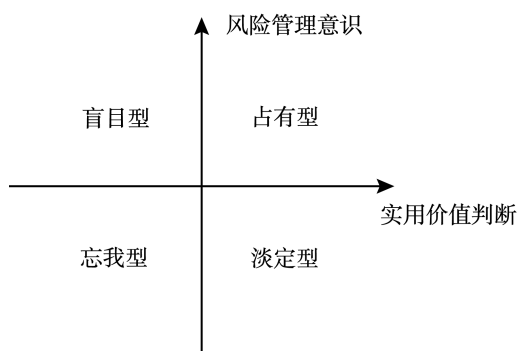 风险管理意识
盲目型
占有型
实用价值判断
忘我型
淡定型